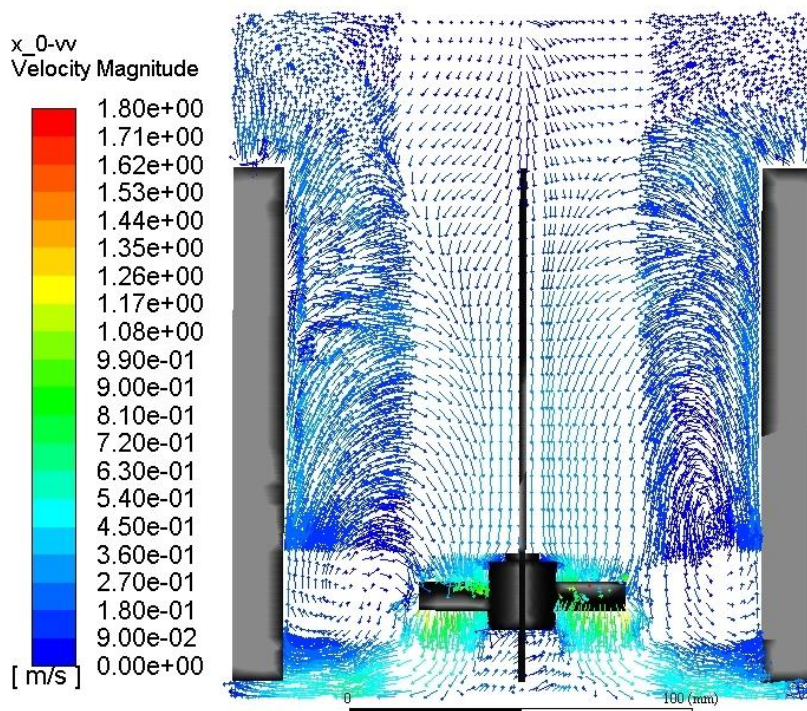 x_0-vv
Velocity Magnitude
1.80e+00
1.71e+00
1.62e+00
1.53e+00
1.44e+00
1.35e+00
1.26e+00
1.17e+00
1.08e+00
9.90e-01
9.00e-01
8.10e-01
7.20e-01
6.30e-01
5.40e-01
4.50e-01
3.60e-01
2.70e-01
1.80e-01
9.00e-02
0.00e+00
[ m/s ]
0 100 (mm)